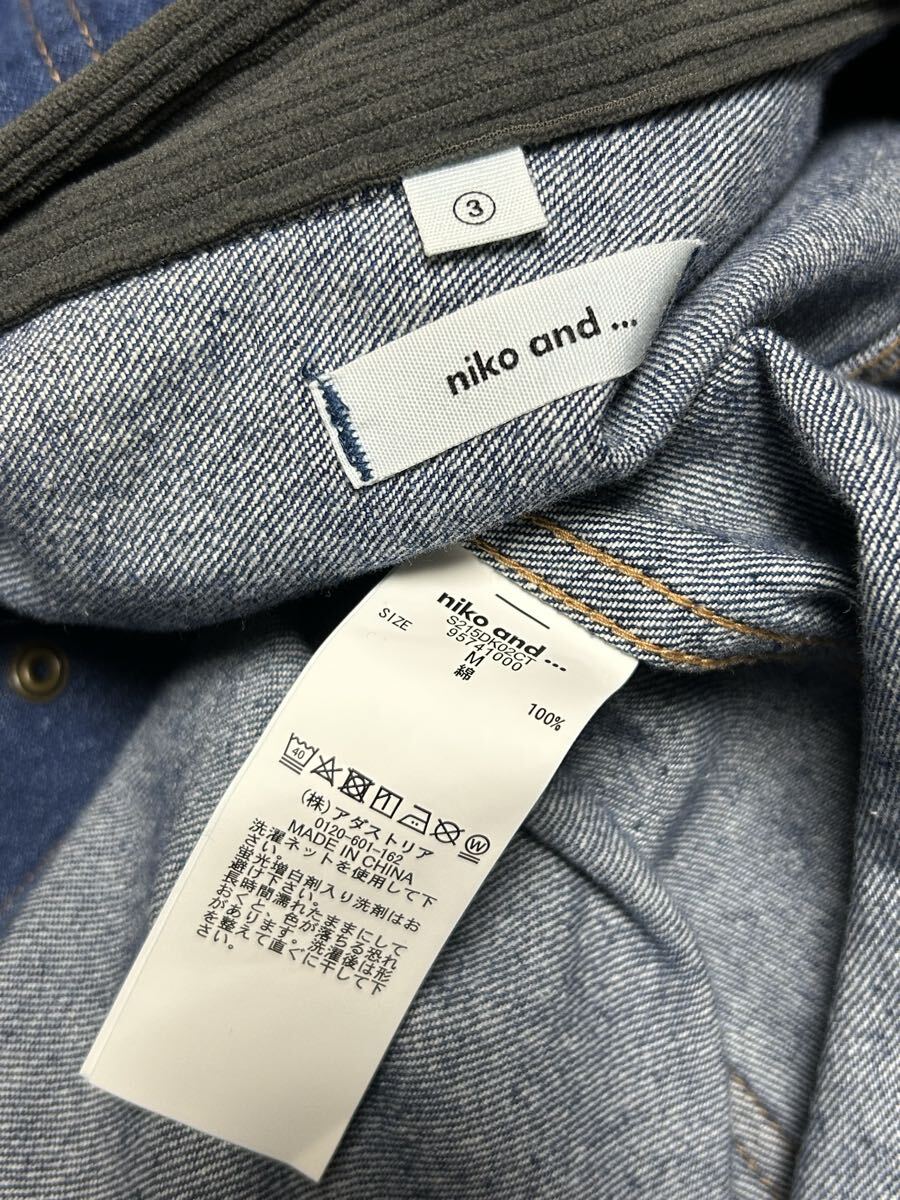 ③
niko and ...
niko and ...
S215DK02CT
95741000
SIZE M
綿 100%
40
W
(株)アダストリア
0120-601-162
MADE IN CHINA
洗濯ネットを使用して下
さい。
蛍光増白剤入り洗剤はお
避け下さい。
長時間濡れたままにして
おくと、色が落ちる恐れ
があります。洗濯後は形
を整えて直ぐに干して下
さい。